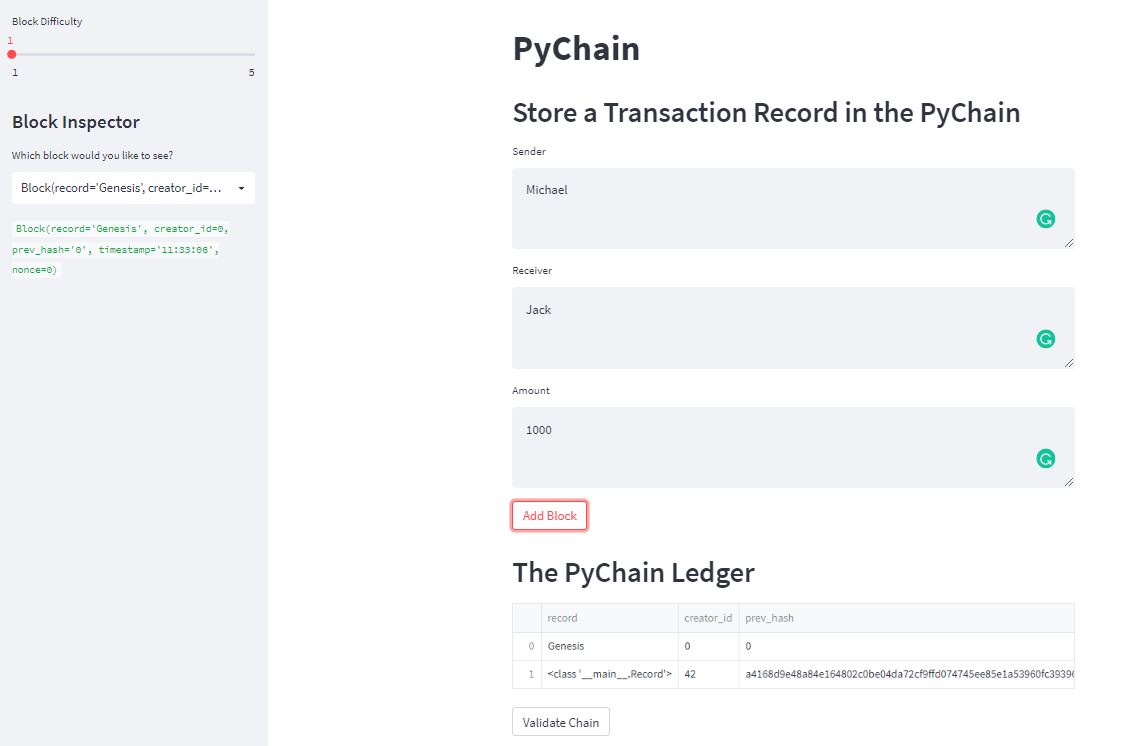 Block Difficulty
1
1 5
Block Inspector
Which block would you like to see?
Block(record='Genesis', creator_id=...
Block(record='Genesis', creator_id=0,
prev_hash='0', timestamp='11:33:06',
nonce=0)
PyChain
Store a Transaction Record in the PyChain
Sender
Michael
Receiver
Jack
Amount
1000
Add Block
The PyChain Ledger
record creator_id prev_hash
0 Genesis 0 0
1 <class '__main__.Record'> 42 a4168d9e48a84e164802c0be04da72cf9ffd074745ee85e1a53960fc39396
Validate Chain